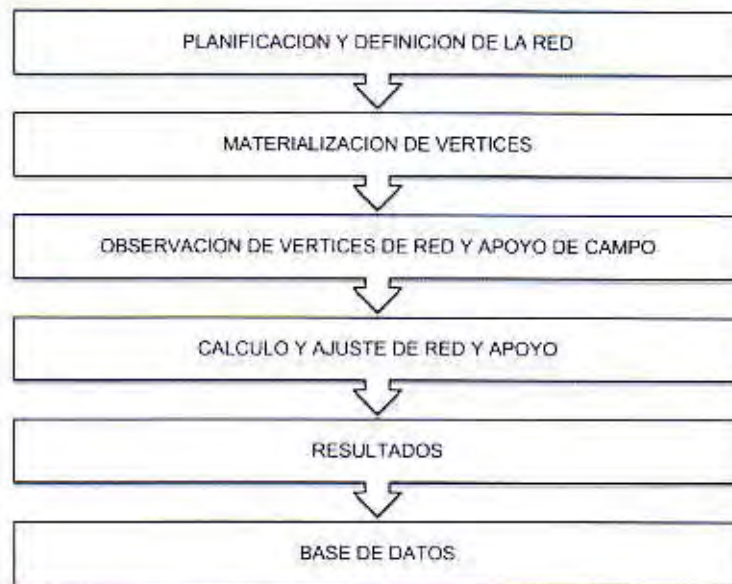 PLANIFICACION Y DEFINICION DE LA RED
MATERIALIZACION DE VERTICES
OBSERVACION DE VERTICES DE RED Y APOYO DE CAMPO
CALCULO Y AJUSTE DE RED Y APOYO
RESULTADOS
BASE DE DATOS